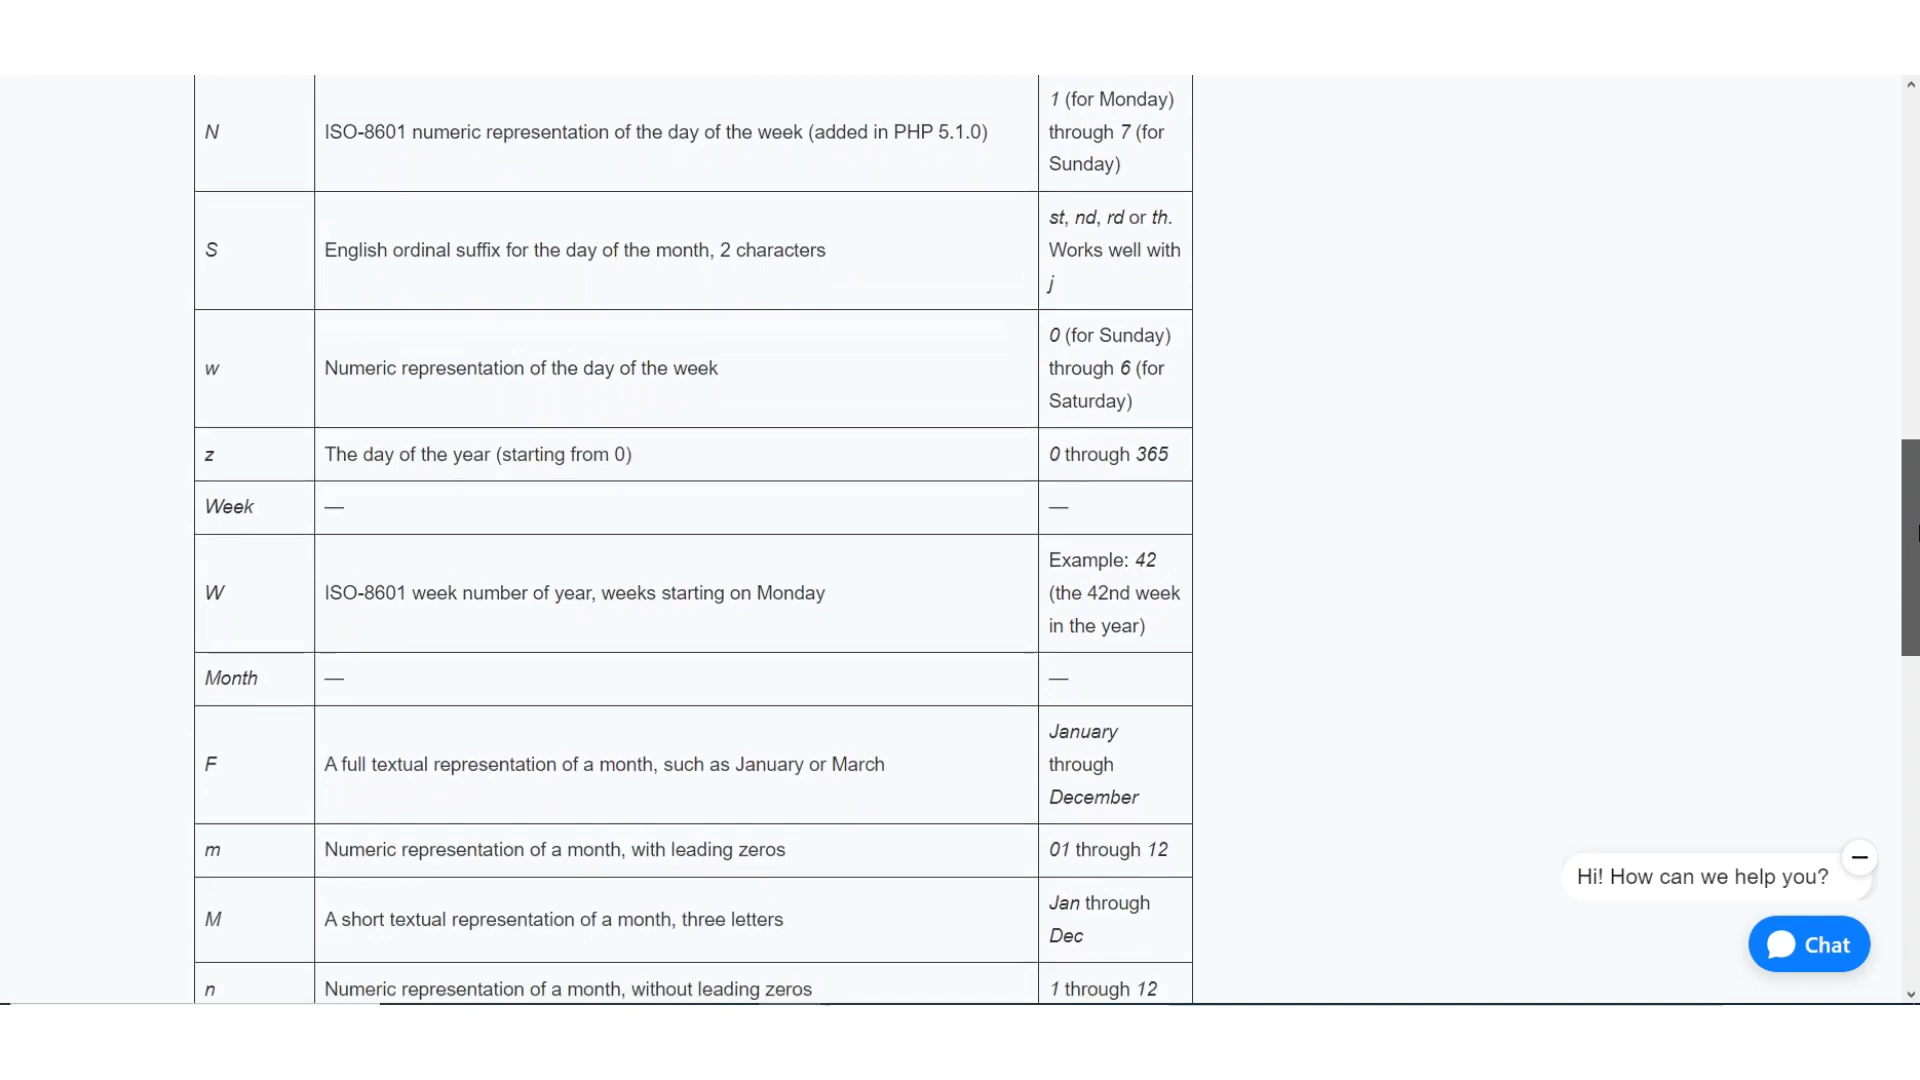 N
ISO-8601 numeric representation of the day of the week (added in PHP 5.1.0)
1 (for Monday)
through 7 (for
Sunday)
S
English ordinal suffix for the day of the month, 2 characters
st, nd, rd or th.
Works well with
j
w
Numeric representation of the day of the week
0 (for Sunday)
through 6 (for
Saturday)
z
The day of the year (starting from 0)
0 through 365
Week
—
—
W
ISO-8601 week number of year, weeks starting on Monday
Example: 42
(the 42nd week
in the year)
Month
—
—
F
A full textual representation of a month, such as January or March
January
through
December
m
Numeric representation of a month, with leading zeros
01 through 12
M
A short textual representation of a month, three letters
Jan through
Dec
n
Numeric representation of a month, without leading zeros
1 through 12
Hi! How can we help you?
Chat